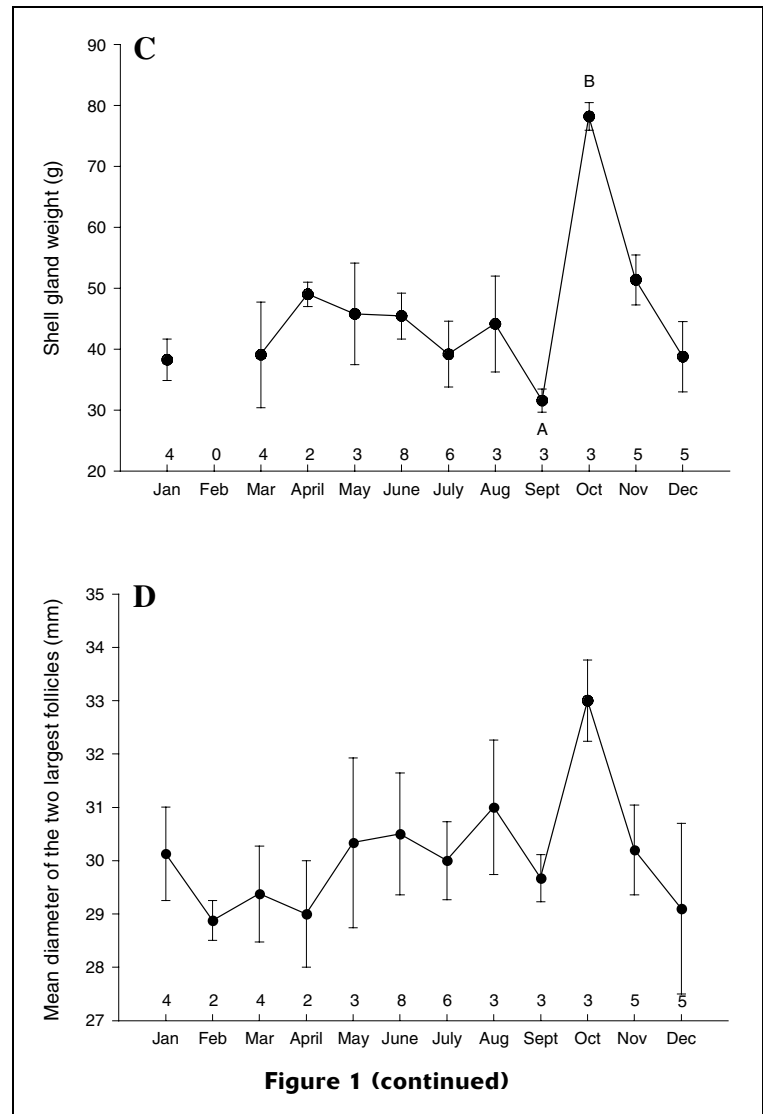 C
90
80
70
60
50
40
30
20
Shell gland weight (g)
B
A
4 0 4 2 3 8 6 3 3 3 5 5
Jan Feb Mar April May June July Aug Sept Oct Nov Dec
D
35
34
33
32
31
30
29
28
27
Mean diameter of the two largest follicles (mm)
4 2 4 2 3 8 6 3 3 3 5 5
Jan Feb Mar April May June July Aug Sept Oct Nov Dec
Figure 1 (continued)